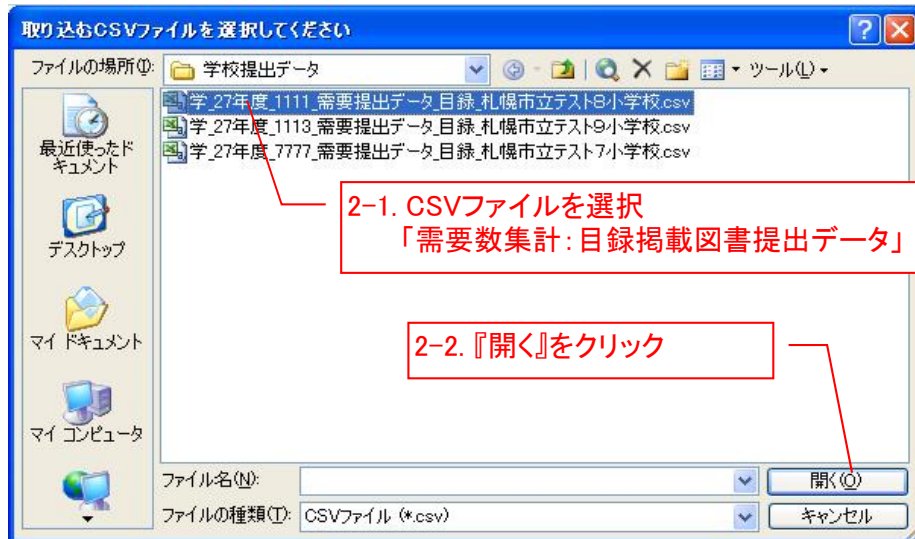 取り込むCSVファイルを選択してください
ファイルの場所(I):
学校提出データ
ツール(L)
学_27年度_1111_需要提出データ_目録_札幌市立テスト8小学校.csv
学_27年度_1113_需要提出データ_目録_札幌市立テスト9小学校.csv
学_27年度_7777_需要提出データ_目録_札幌市立テスト7小学校.csv
最近使ったド
キュメント
デスクトップ
マイ ドキュメント
マイ コンピュータ
2-1. CSVファイルを選択
「需要数集計:目録掲載図書提出データ」
2-2.『開く』をクリック
ファイル名(N):
開く(O)
ファイルの種類(T):
CSVファイル (*.csv)
キャンセル